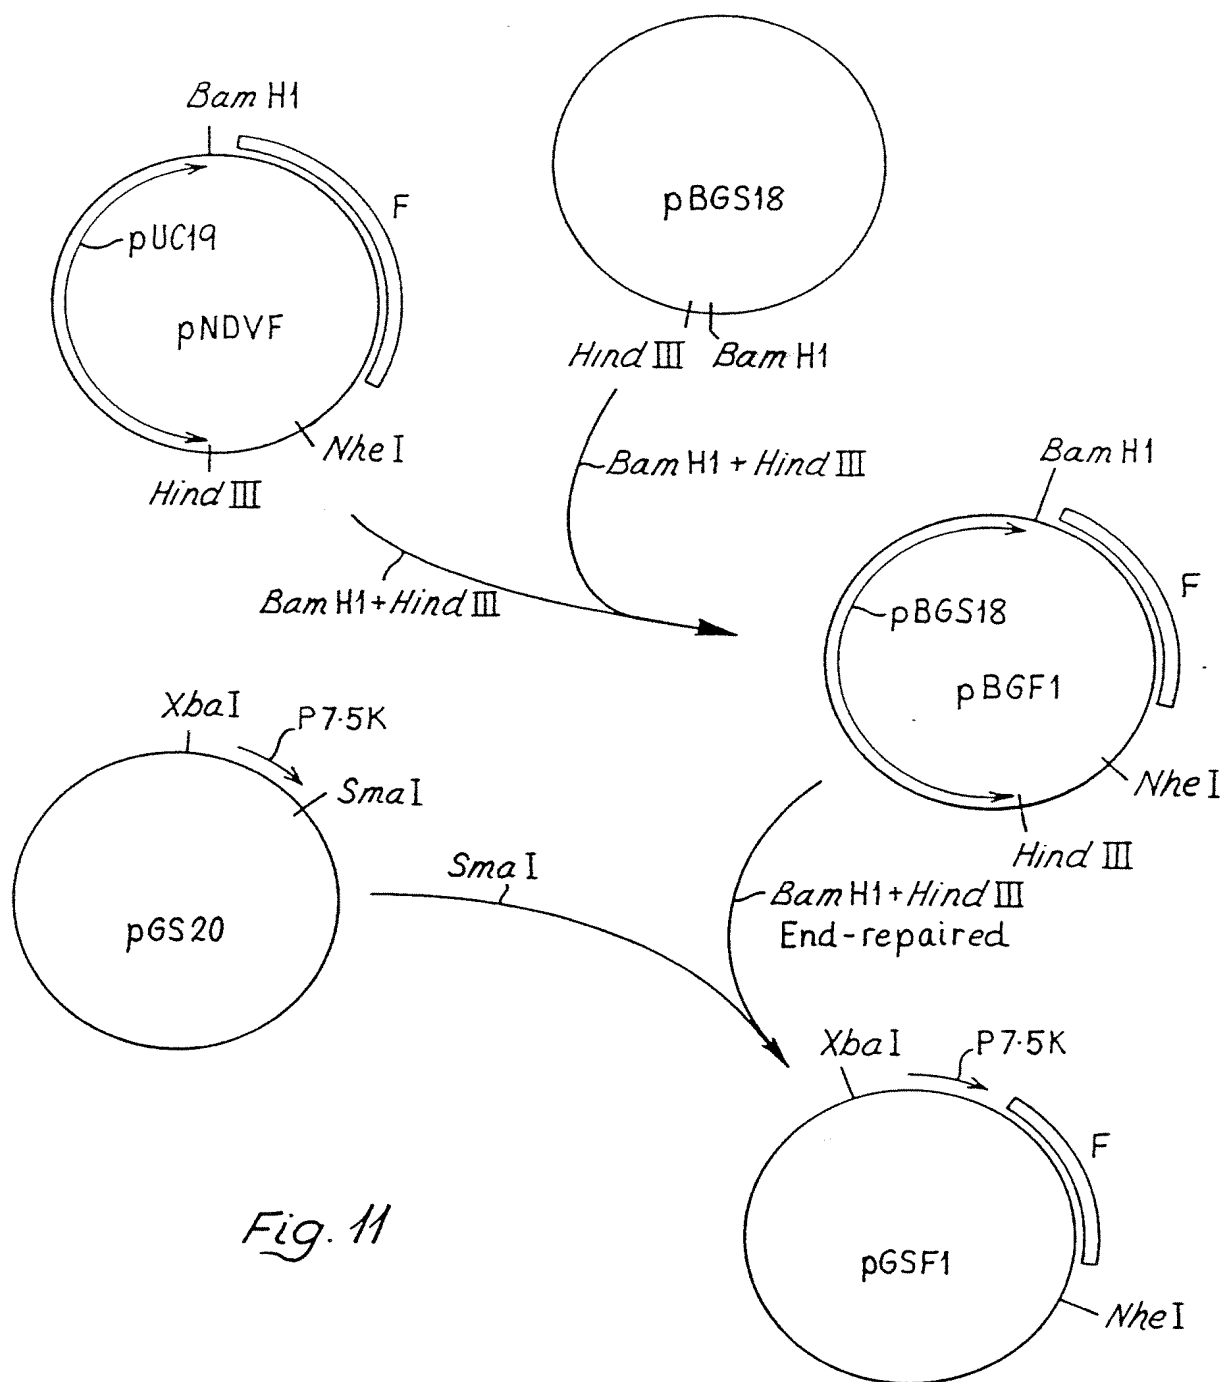 Bam H1
F
pUC19
pNDVF
Nhe I
Hind III
pBGS18
Hind III Bam H1
Bam H1 + Hind III
Bam H1 + Hind III
Bam H1
F
pBGS18
pBGF1
Nhe I
Hind III
Xba I
P7·5K
Sma I
pGS20
Sma I
Bam H1 + Hind III
End-repaired
Xba I
P7·5K
F
pGSF1
Nhe I
Fig. 11